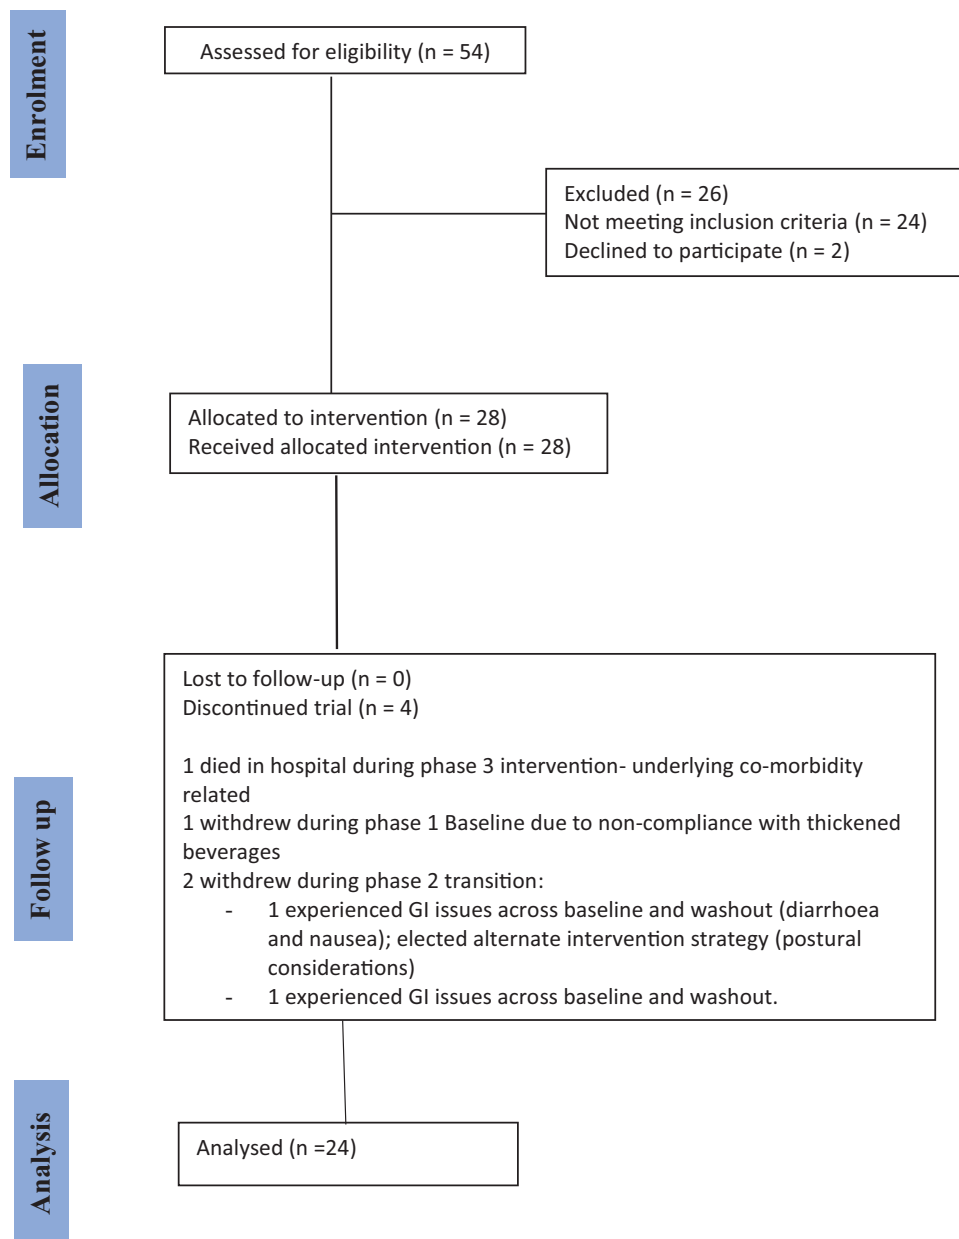 Enrolment
Assessed for eligibility (n = 54)
Excluded (n = 26)
Not meeting inclusion criteria (n = 24)
Declined to participate (n = 2)
Allocation
Allocated to intervention (n = 28)
Received allocated intervention (n = 28)
Follow up
Lost to follow-up (n = 0)
Discontinued trial (n = 4)
1 died in hospital during phase 3 intervention- underlying co-morbidity
related
1 withdrew during phase 1 Baseline due to non-compliance with thickened
beverages
2 withdrew during phase 2 transition:
- 1 experienced GI issues across baseline and washout (diarrhoea
and nausea); elected alternate intervention strategy (postural
considerations)
- 1 experienced GI issues across baseline and washout.
Analysis
Analysed (n =24)